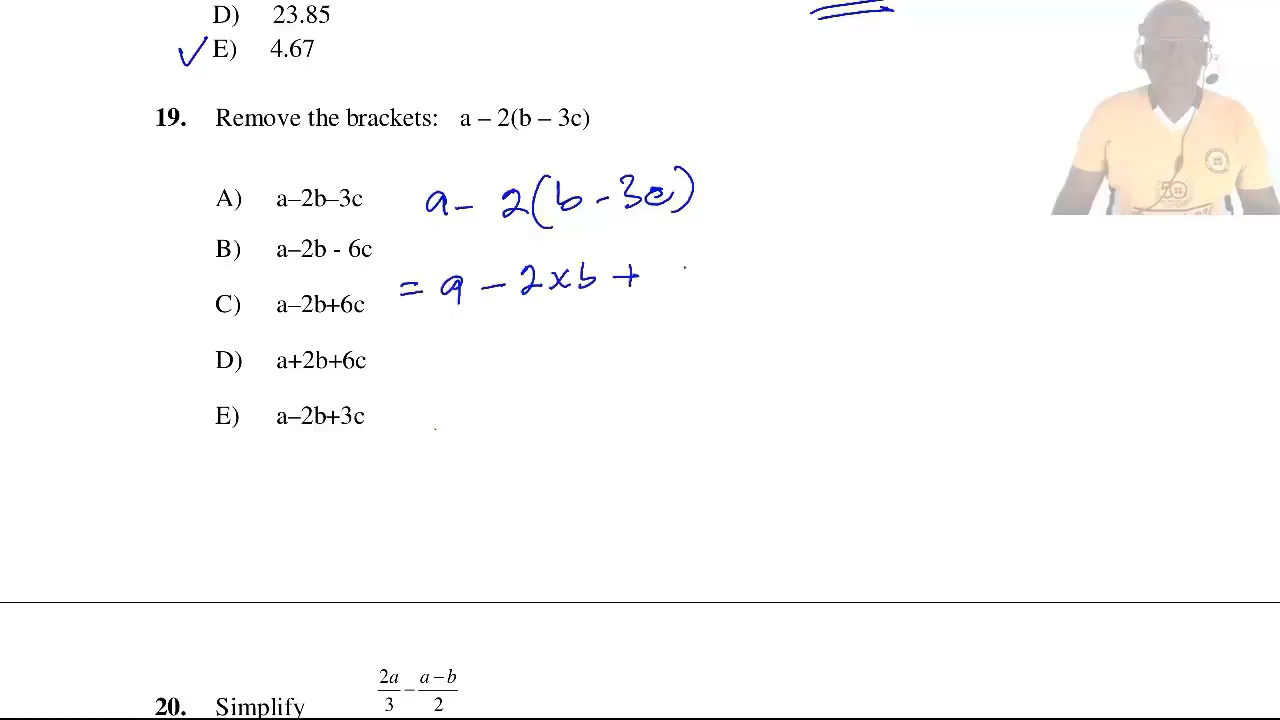 D) 23.85
E) 4.67
19. Remove the brackets: a – 2(b – 3c)
A) a–2b–3c
a - 2(b - 3c)
B) a–2b - 6c
= a - 2×b +
C) a–2b+6c
D) a+2b+6c
E) a–2b+3c
20. Simplify 2a/3 − a−b/2